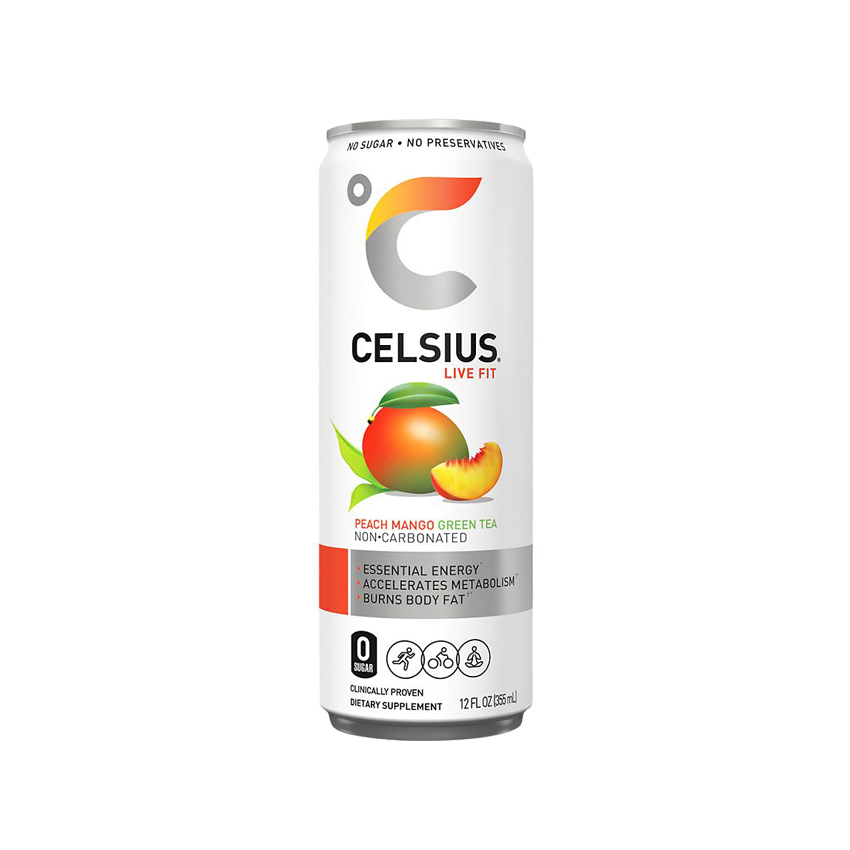 NO SUGAR • NO PRESERVATIVES
CELSIUS®
LIVE FIT
PEACH MANGO GREEN TEA
NON•CARBONATED
ESSENTIAL ENERGY*
ACCELERATES METABOLISM*†
BURNS BODY FAT*†
0
SUGAR
CLINICALLY PROVEN
DIETARY SUPPLEMENT
12 FL OZ (355 mL)